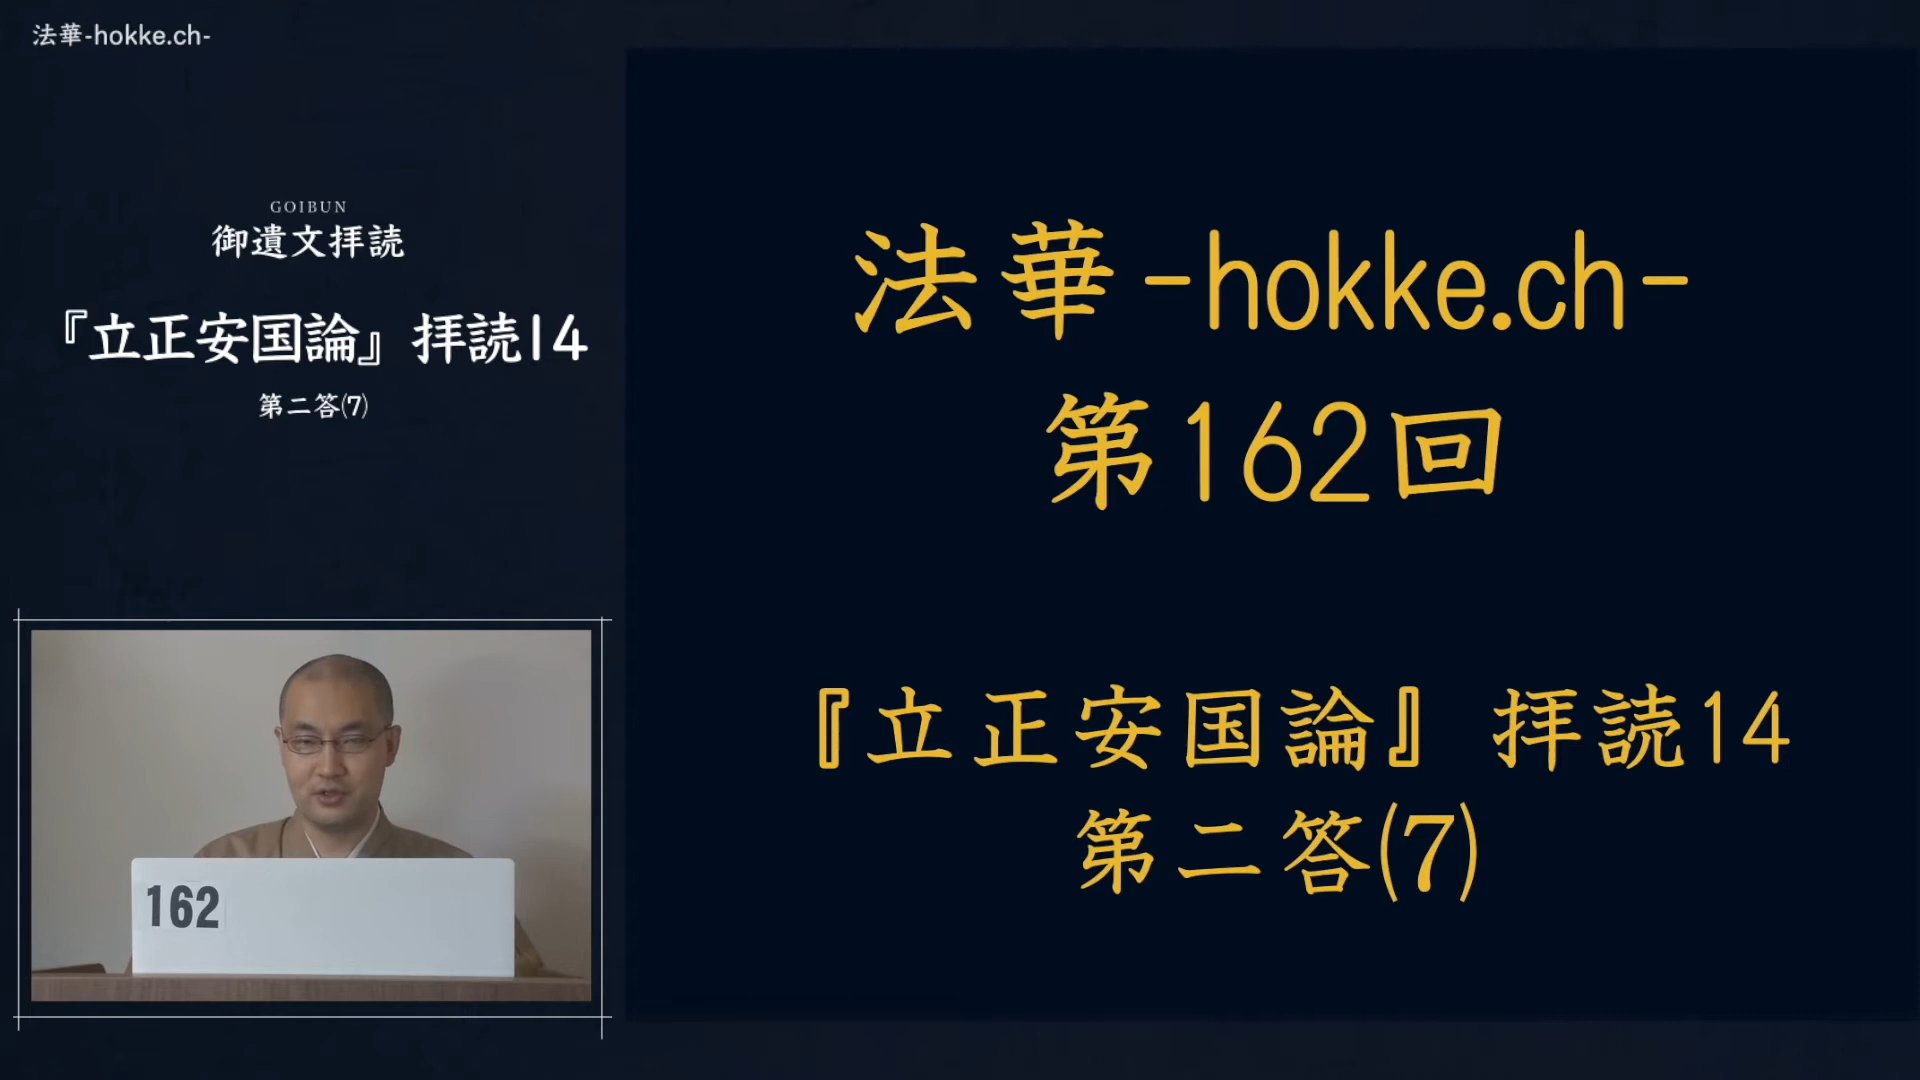 法華-hokke.ch-
GOIBUN
御遺文拝読
『立正安国論』拝読14
第二答(7)
162
法華-hokke.ch-
第162回
『立正安国論』拝読14
第二答(7)